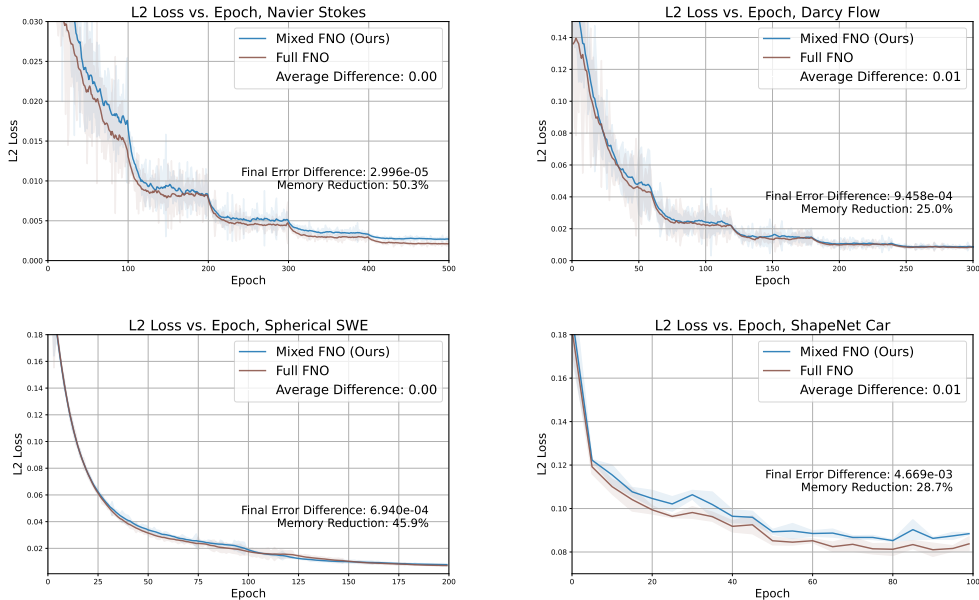 L2 Loss vs. Epoch, Navier Stokes
0.030
0.025
0.020
0.015
0.010
0.005
0.000
L2 Loss
Mixed FNO (Ours)
Full FNO
Average Difference: 0.00
Final Error Difference: 2.996e-05
Memory Reduction: 50.3%
0 100 200 300 400 500
Epoch
L2 Loss vs. Epoch, Darcy Flow
0.14
0.12
0.10
0.08
0.06
0.04
0.02
0.00
L2 Loss
Mixed FNO (Ours)
Full FNO
Average Difference: 0.01
Final Error Difference: 9.458e-04
Memory Reduction: 25.0%
0 50 100 150 200 250 300
Epoch
L2 Loss vs. Epoch, Spherical SWE
0.18
0.16
0.14
0.12
0.10
0.08
0.06
0.04
0.02
L2 Loss
Mixed FNO (Ours)
Full FNO
Average Difference: 0.00
Final Error Difference: 6.940e-04
Memory Reduction: 45.9%
0 25 50 75 100 125 150 175 200
Epoch
L2 Loss vs. Epoch, ShapeNet Car
0.18
0.16
0.14
0.12
0.10
0.08
L2 Loss
Mixed FNO (Ours)
Full FNO
Average Difference: 0.01
Final Error Difference: 4.669e-03
Memory Reduction: 28.7%
0 20 40 60 80 100
Epoch